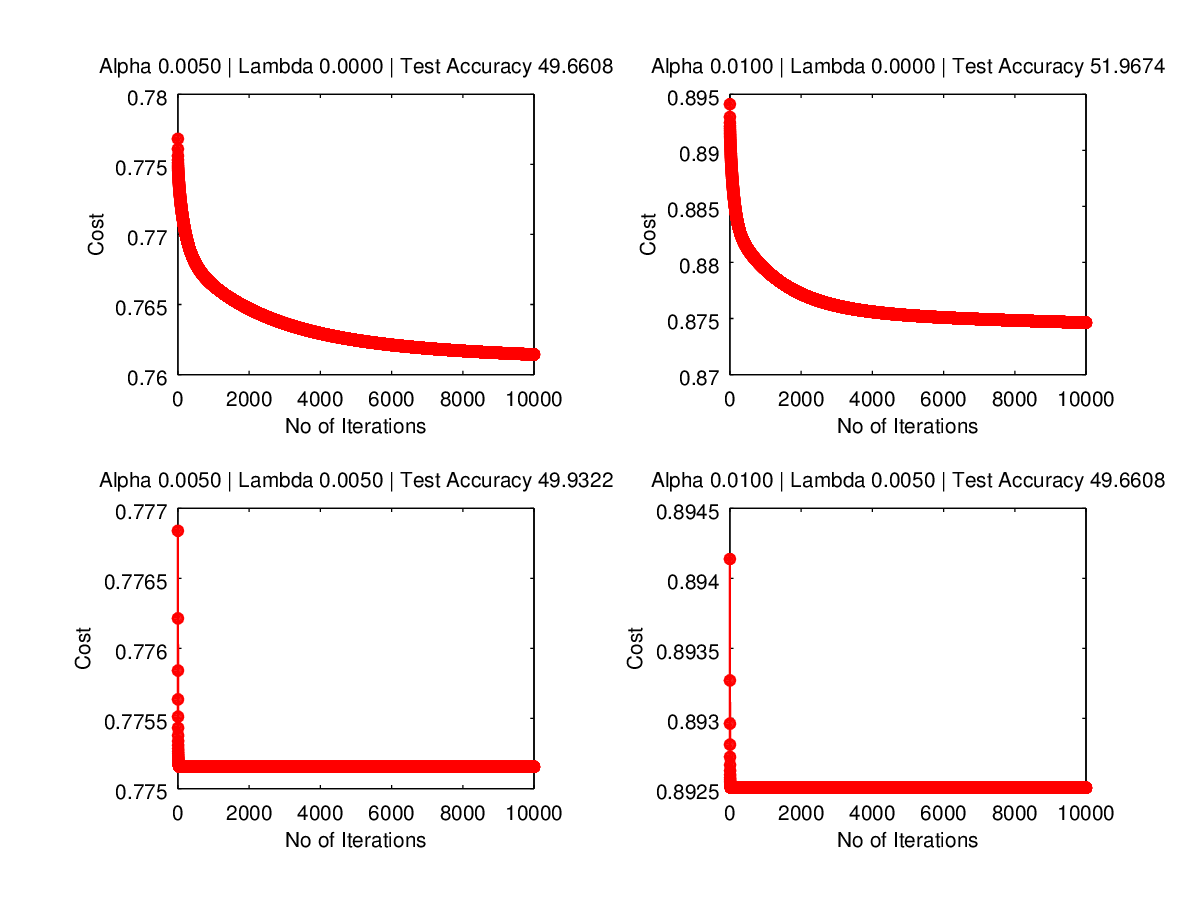 Alpha 0.0050 | Lambda 0.0000 | Test Accuracy 49.6608
0.78
0.775
0.77
0.765
0.76
Cost
0 2000 4000 6000 8000 10000
No of Iterations
Alpha 0.0100 | Lambda 0.0000 | Test Accuracy 51.9674
0.895
0.89
0.885
0.88
0.875
0.87
Cost
0 2000 4000 6000 8000 10000
No of Iterations
Alpha 0.0050 | Lambda 0.0050 | Test Accuracy 49.9322
0.777
0.7765
0.776
0.7755
0.775
Cost
0 2000 4000 6000 8000 10000
No of Iterations
Alpha 0.0100 | Lambda 0.0050 | Test Accuracy 49.6608
0.8945
0.894
0.8935
0.893
0.8925
Cost
0 2000 4000 6000 8000 10000
No of Iterations